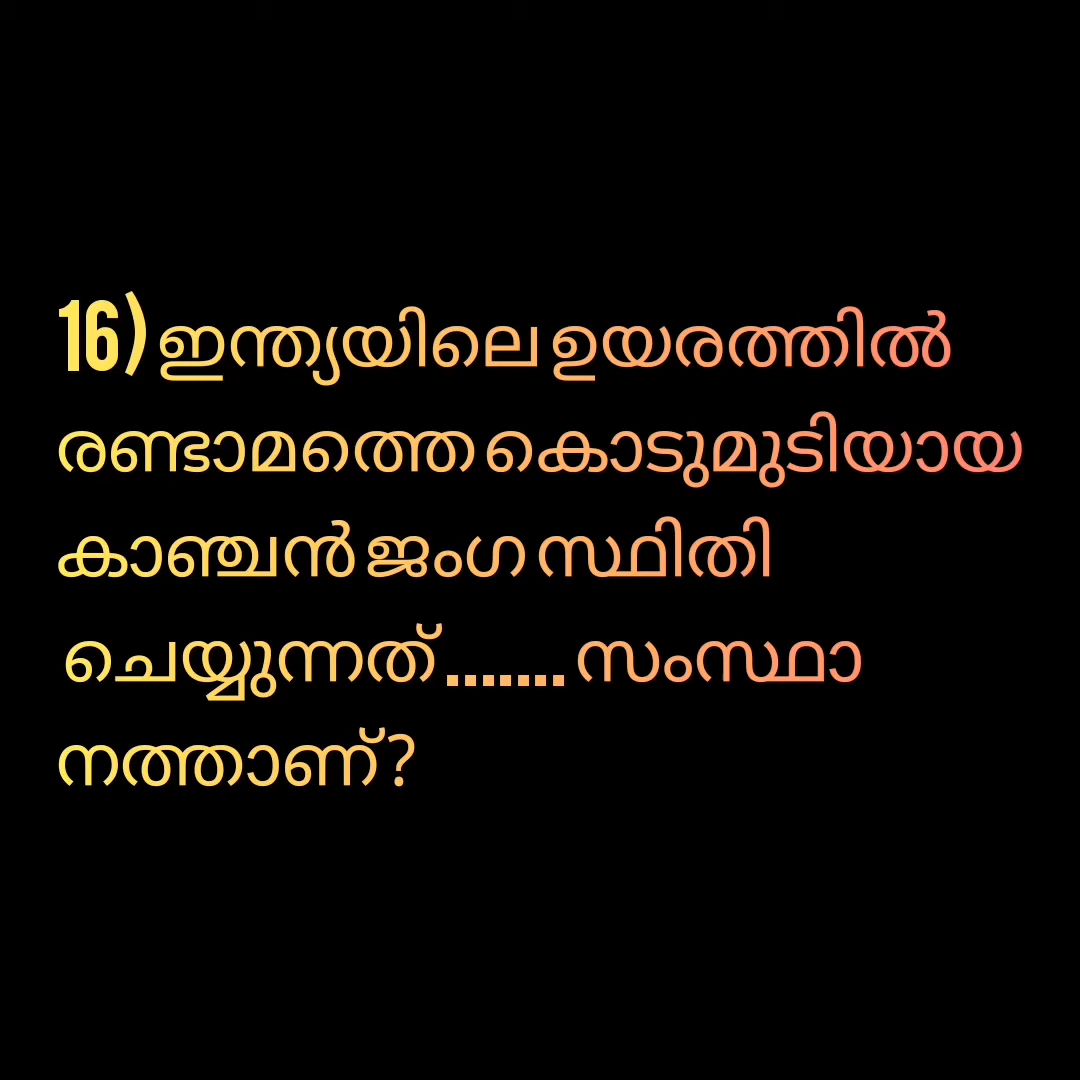 16) ഇന്ത്യയിലെ ഉയരത്തിൽ
രണ്ടാമത്തെ കൊടുമുടിയായ
കാഞ്ചൻ ജംഗ സ്ഥിതി
ചെയ്യുന്നത് ....... സംസ്ഥാ
നത്താണ്?